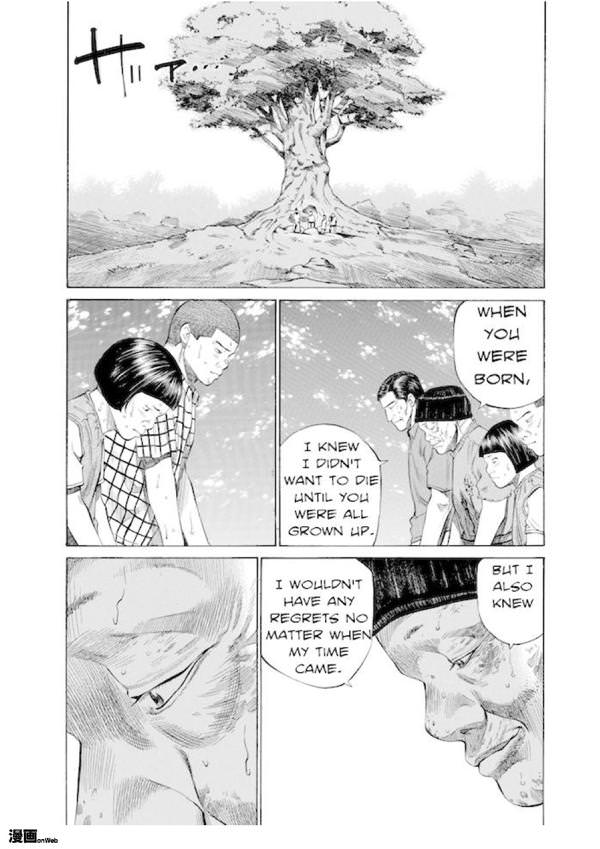 ザァ…
WHEN
YOU
WERE
BORN,
I KNEW
I DIDN'T
WANT TO DIE
UNTIL YOU
WERE ALL
GROWN UP.
BUT I
ALSO
KNEW
I WOULDN'T
HAVE ANY
REGRETS NO
MATTER WHEN
MY TIME
CAME.
漫画onWeb